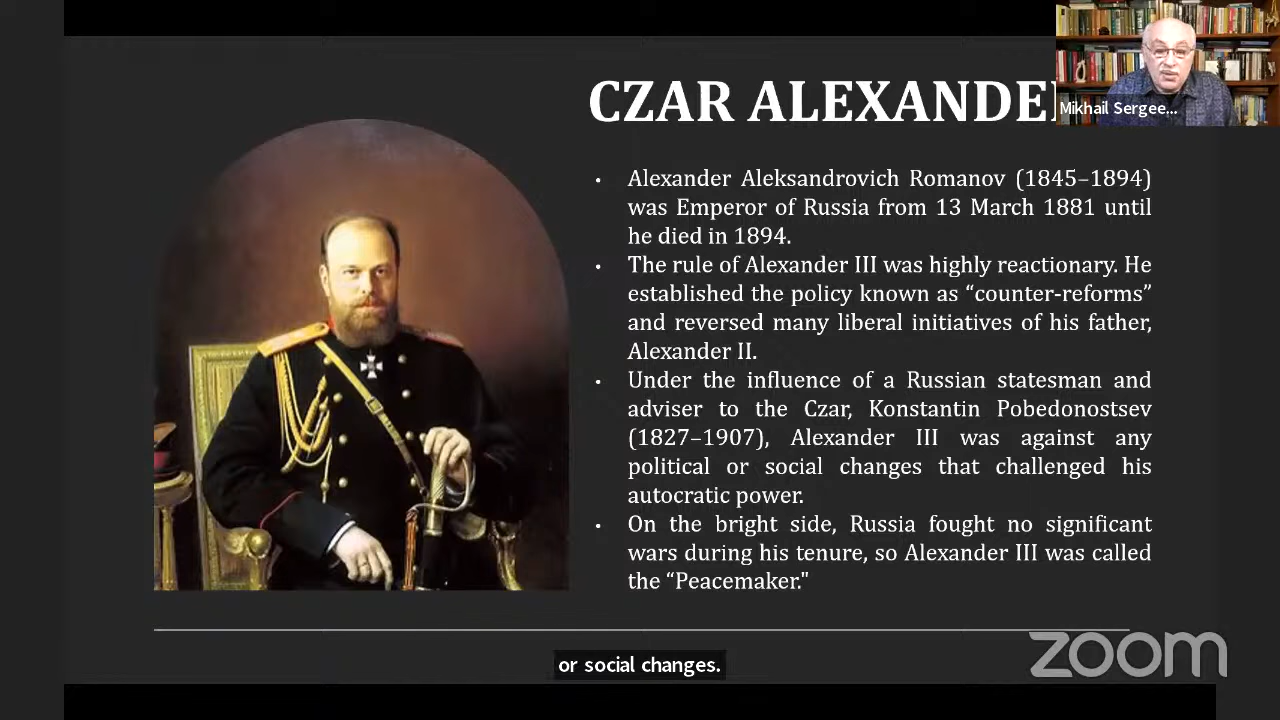 CZAR ALEXANDE
Mikhail Sergee...
• Alexander Aleksandrovich Romanov (1845–1894)
was Emperor of Russia from 13 March 1881 until
he died in 1894.
• The rule of Alexander III was highly reactionary. He
established the policy known as “counter-reforms”
and reversed many liberal initiatives of his father,
Alexander II.
• Under the influence of a Russian statesman and
adviser to the Czar, Konstantin Pobedonostsev
(1827–1907), Alexander III was against any
political or social changes that challenged his
autocratic power.
• On the bright side, Russia fought no significant
wars during his tenure, so Alexander III was called
the “Peacemaker."
zoom
or social changes.